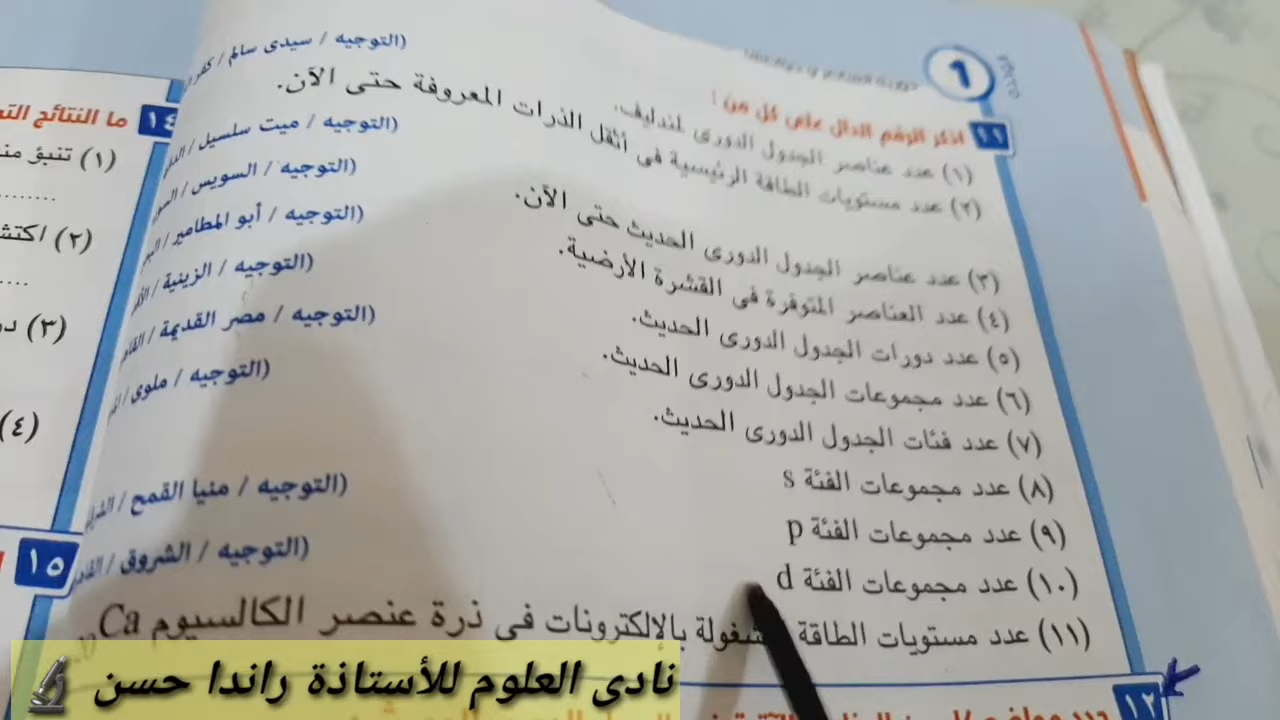 ١
١١ اذكر الرقم الدال على كل من :
(١) عدد عناصر الجدول الدورى لمندليف. (التوجيه / سيدى سالم / كفر
(٢) عدد مستويات الطاقة الرئيسية فى أثقل الذرات المعروفة حتى الآن.
(التوجيه / ميت سلسيل /
(٣) عدد عناصر الجدول الدورى الحديث حتى الآن. (التوجيه / السويس /
(٤) عدد العناصر المتوفرة فى القشرة الأرضية. (التوجيه / أبو المطامير /
(٥) عدد دورات الجدول الدورى الحديث. (التوجيه / الزينية /
(٦) عدد مجموعات الجدول الدورى الحديث. (التوجيه / مصر القديمة /
(٧) عدد فئات الجدول الدورى الحديث. (التوجيه / ملوى /
(٨) عدد مجموعات الفئة s
(٩) عدد مجموعات الفئة p (التوجيه / منيا القمح /
(١٠) عدد مجموعات الفئة d (التوجيه / الشروق /
(١١) عدد مستويات الطاقة بالإلكترونات فى ذرة عنصر الكالسيوم Ca
١٢
١٤ ما النتائج
(١) تنبؤ
(٢)
(٣)
(٤)
١٥
نادى العلوم للأستاذة راندا حسن